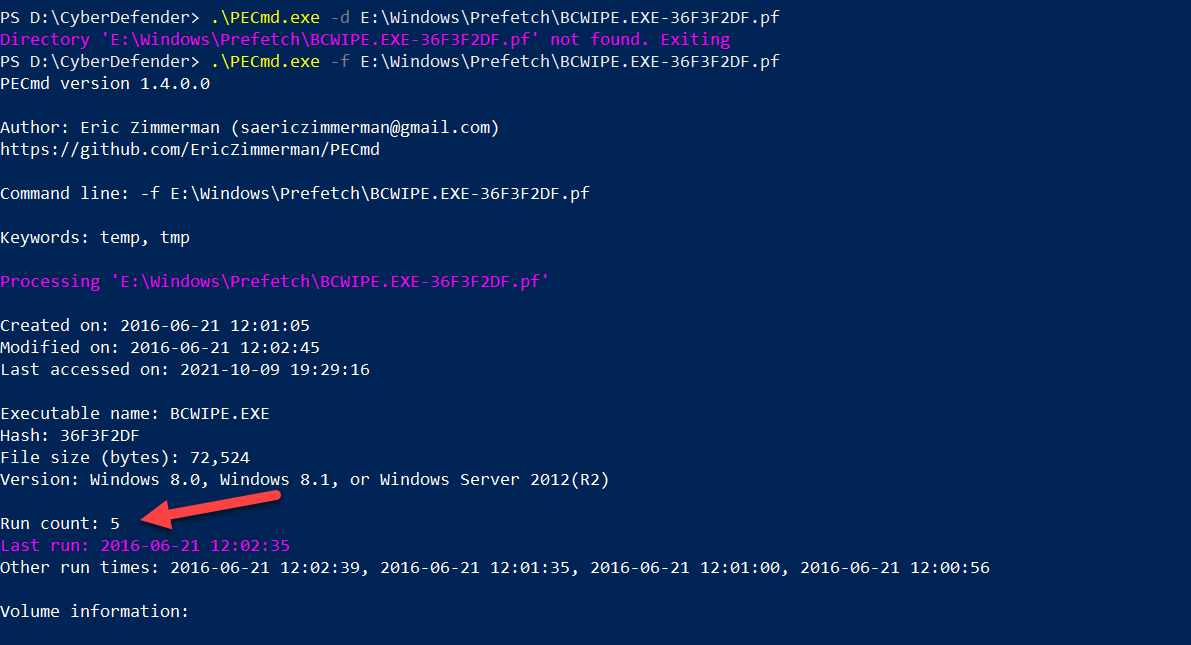 PS D:\CyberDefender> .\PECmd.exe -d E:\Windows\Prefetch\BCWIPE.EXE-36F3F2DF.pf
Directory 'E:\Windows\Prefetch\BCWIPE.EXE-36F3F2DF.pf' not found. Exiting
PS D:\CyberDefender> .\PECmd.exe -f E:\Windows\Prefetch\BCWIPE.EXE-36F3F2DF.pf
PECmd version 1.4.0.0
Author: Eric Zimmerman (saericzimmerman@gmail.com)
https://github.com/EricZimmerman/PECmd
Command line: -f E:\Windows\Prefetch\BCWIPE.EXE-36F3F2DF.pf
Keywords: temp, tmp
Processing 'E:\Windows\Prefetch\BCWIPE.EXE-36F3F2DF.pf'
Created on: 2016-06-21 12:01:05
Modified on: 2016-06-21 12:02:45
Last accessed on: 2021-10-09 19:29:16
Executable name: BCWIPE.EXE
Hash: 36F3F2DF
File size (bytes): 72,524
Version: Windows 8.0, Windows 8.1, or Windows Server 2012(R2)
Run count: 5
Last run: 2016-06-21 12:02:35
Other run times: 2016-06-21 12:02:39, 2016-06-21 12:01:35, 2016-06-21 12:01:00, 2016-06-21 12:00:56
Volume information: